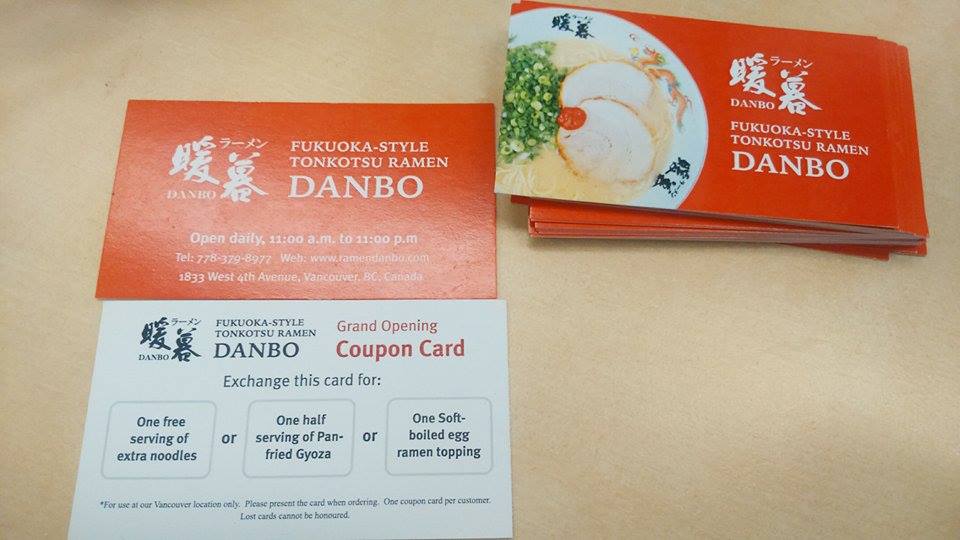 暖暮
ラーメン
DANBO
FUKUOKA-STYLE
TONKOTSU RAMEN
DANBO
Open daily, 11:00 a.m. to 11:00 p.m
Tel: 778-379-8977 Web: www.ramendanbo.com
1833 West 4th Avenue, Vancouver, BC, Canada
暖暮
暖暮
ラーメン
DANBO
FUKUOKA-STYLE
TONKOTSU RAMEN
DANBO
暖暮
暖暮
ラーメン
DANBO
FUKUOKA-STYLE
TONKOTSU RAMEN
DANBO
Grand Opening
Coupon Card
Exchange this card for:
One free
serving of
extra noodles
or
One half
serving of Pan-
fried Gyoza
or
One Soft-
boiled egg
ramen topping
*For use at our Vancouver location only. Please present the card when ordering. One coupon card per customer.
Lost cards cannot be honoured.